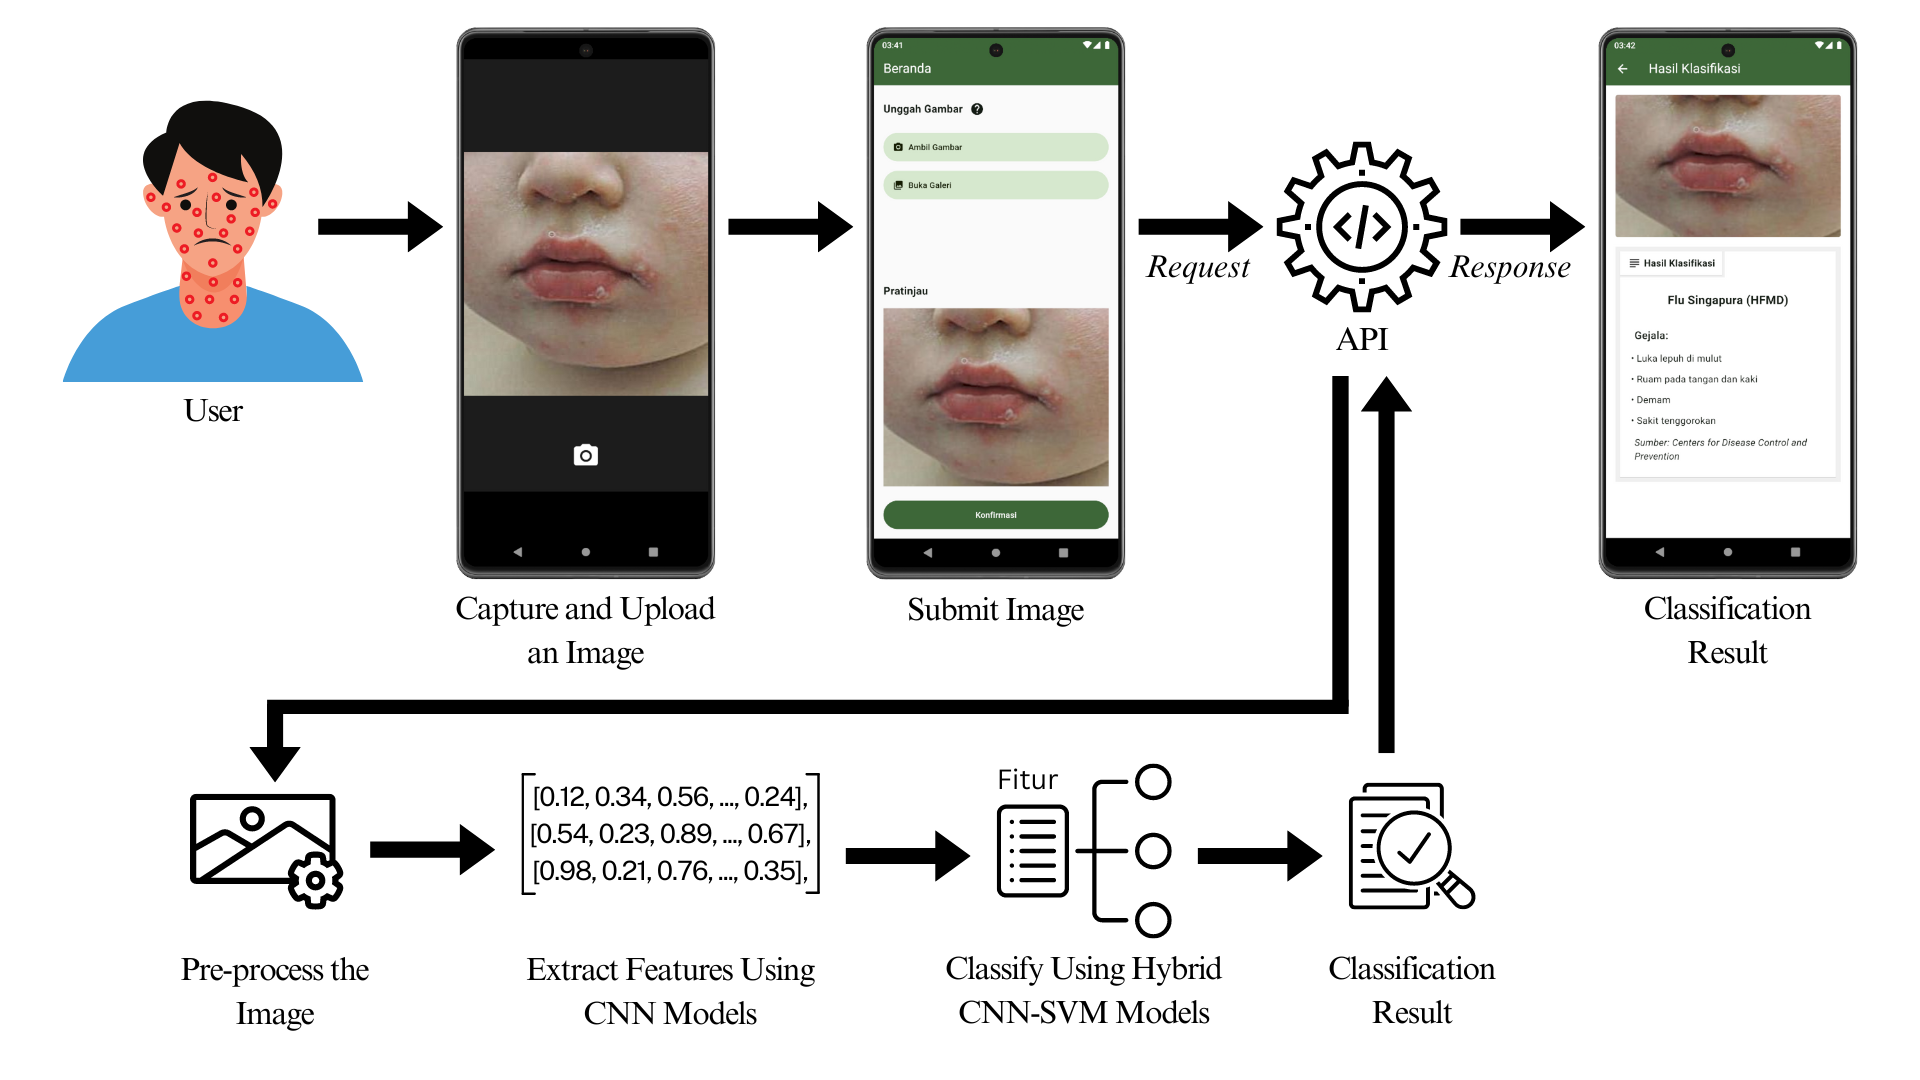 User
Capture and Upload
an Image
03:41
Beranda
Unggah Gambar ?
Ambil Gambar
Buka Galeri
Pratinjau
Konfirmasi
Submit Image
Request
</>
API
Response
03:42
Hasil Klasifikasi
Hasil Klasifikasi
Flu Singapura (HFMD)
Gejala:
• Luka lepuh di mulut
• Ruam pada tangan dan kaki
• Demam
• Sakit tenggorokan
Sumber: Centers for Disease Control and
Prevention
Classification
Result
Pre-process the
Image
[0.12, 0.34, 0.56, ..., 0.24],
[0.54, 0.23, 0.89, ..., 0.67],
[0.98, 0.21, 0.76, ..., 0.35],
Extract Features Using
CNN Models
Fitur
Classify Using Hybrid
CNN-SVM Models
Classification
Result